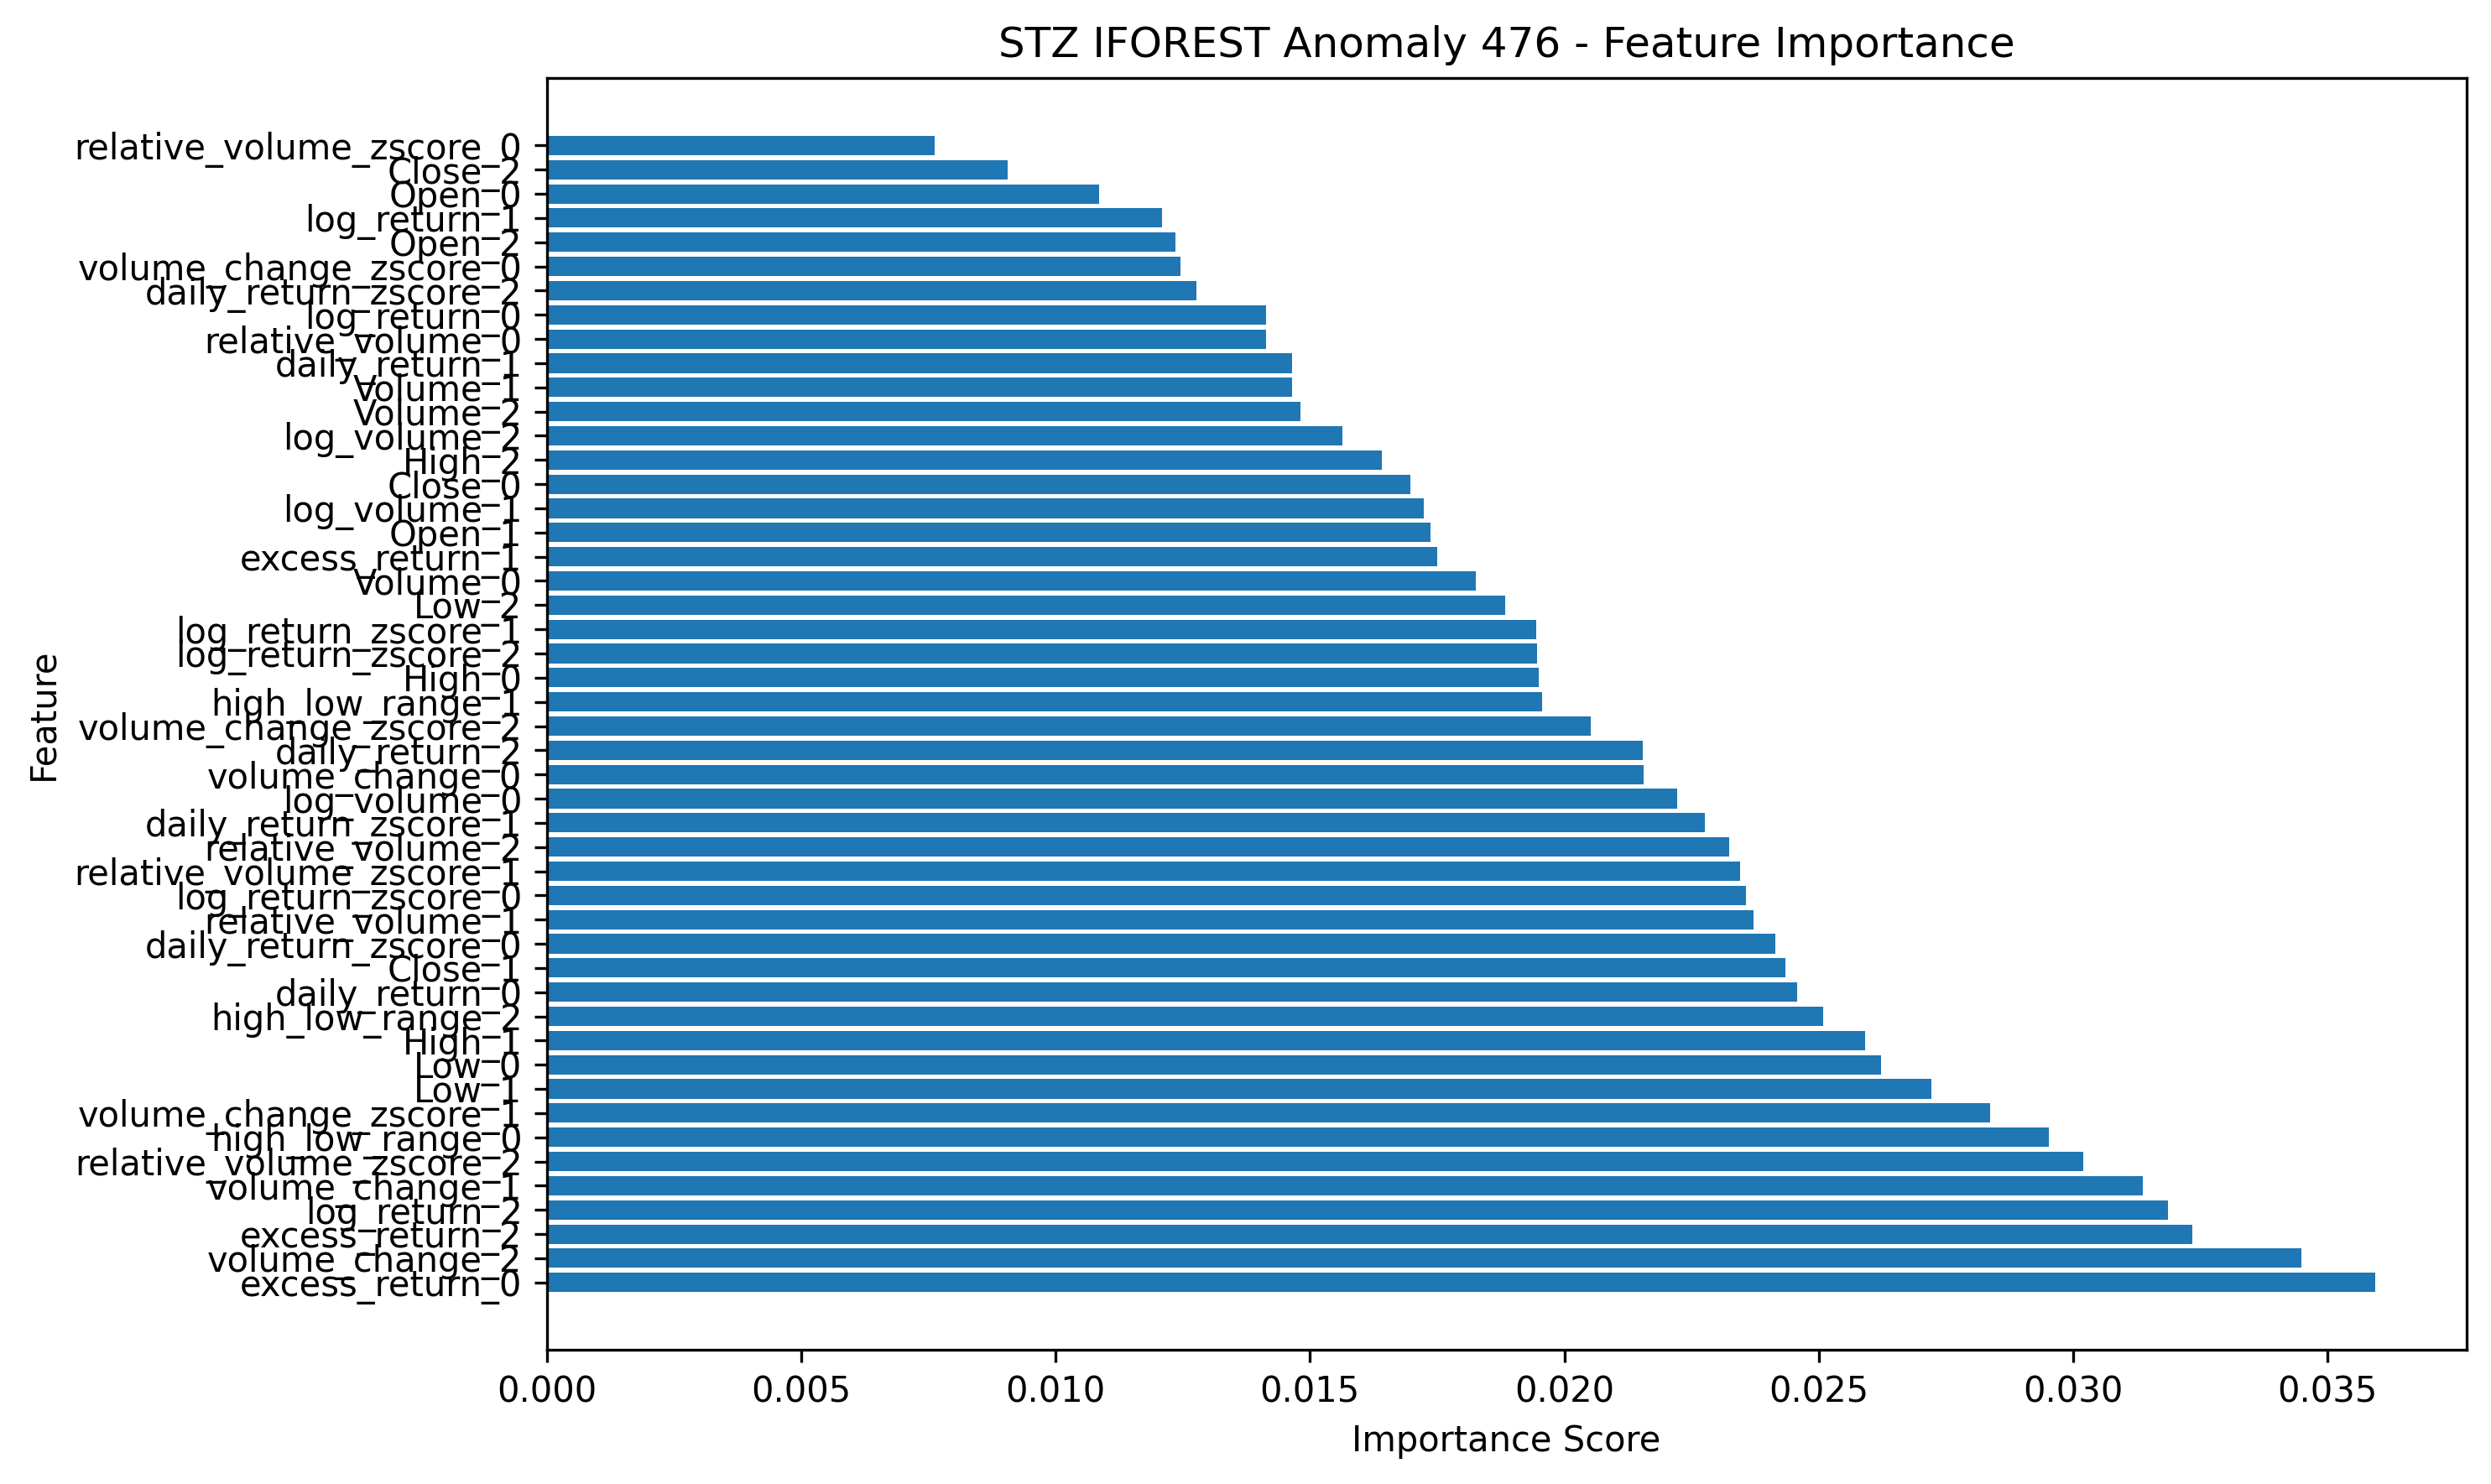 STZ IFOREST Anomaly 476 - Feature Importance
relative_volume_zscore_0
Close_2
Open_0
log_return_1
Open_2
volume_change_zscore_0
daily_return_zscore_2
log_return_0
relative_volume_0
daily_return_1
Volume_1
Volume_2
log_volume_2
High_2
Close_0
log_volume_1
Open_1
excess_return_1
Volume_0
Low_2
log_return_zscore_1
log_return_zscore_2
High_0
high_low_range_1
volume_change_zscore_2
daily_return_2
volume_change_0
log_volume_0
daily_return_zscore_1
relative_volume_2
relative_volume_zscore_1
log_return_zscore_0
relative_volume_1
daily_return_zscore_0
Close_1
daily_return_0
high_low_range_2
High_1
Low_0
Low_1
volume_change_zscore_1
high_low_range_0
relative_volume_zscore_2
volume_change_1
log_return_2
excess_return_2
volume_change_2
excess_return_0
Feature
0.000 0.005 0.010 0.015 0.020 0.025 0.030 0.035
Importance Score